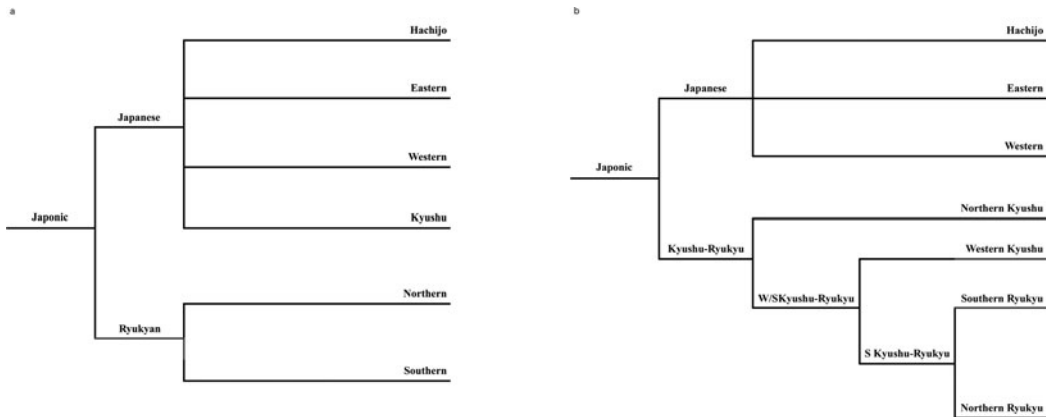 a
Hachijo
Eastern
Japanese
Western
Kyushu
Japonic
Northern
Ryukyan
Southern
b
Hachijo
Japanese
Eastern
Western
Japonic
Northern Kyushu
Kyushu-Ryukyu
Western Kyushu
W/SKyushu-Ryukyu
Southern Ryukyu
S Kyushu-Ryukyu
Northern Ryukyu